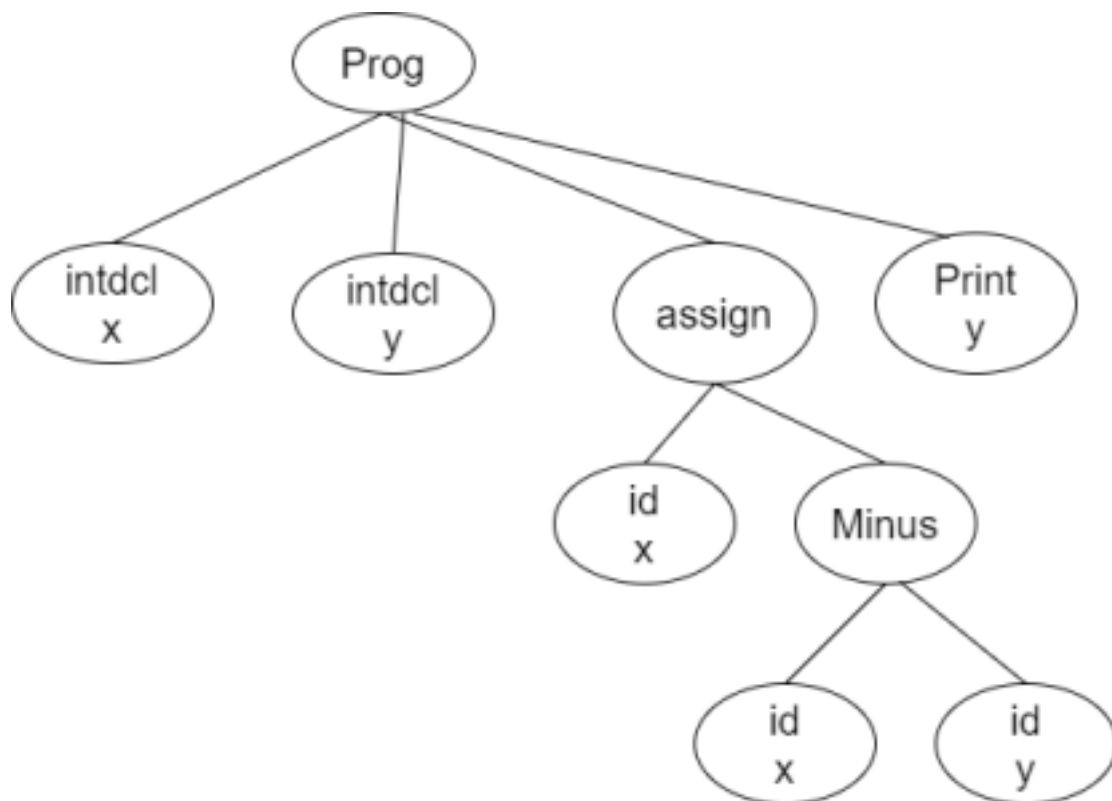 Prog
intdcl
x
intdcl
y
assign
Print
y
id
x
Minus
id
x
id
y